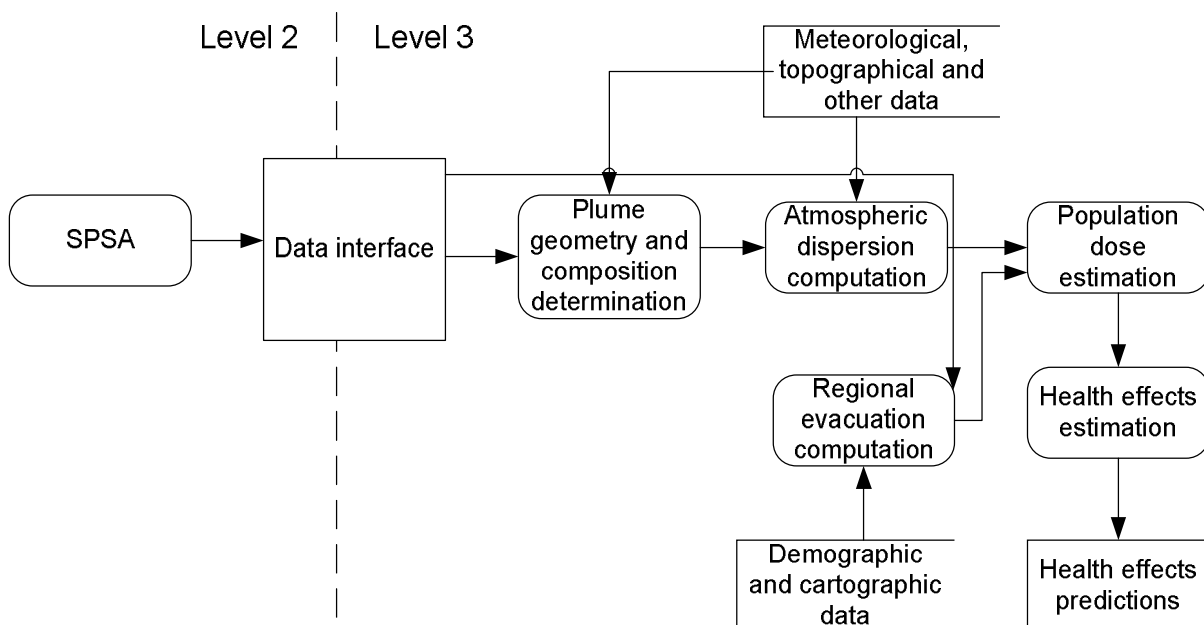 Level 2
Level 3
Meteorological,
topographical and
other data
SPSA
Data interface
Plume
geometry and
composition
determination
Atmospheric
dispersion
computation
Population
dose
estimation
Regional
evacuation
computation
Health effects
estimation
Demographic
and cartographic
data
Health effects
predictions